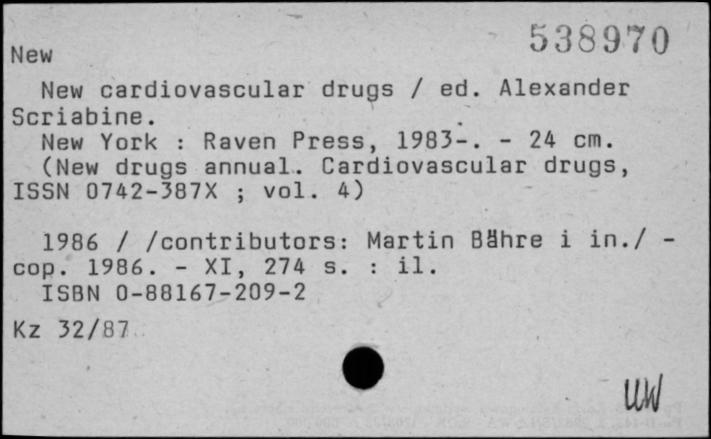 538970
New
New cardiovascular drugs / ed. Alexander
Scriabine.
New York : Raven Press, 1983-. - 24 cm.
(New drugs annual. Cardiovascular drugs,
ISSN 0742-387X ; vol. 4)
1986 / /contributors: Martin Bähre i in./ -
cop. 1986. - XI, 274 s. : il.
ISBN 0-88167-209-2
Kz 32/87
UW